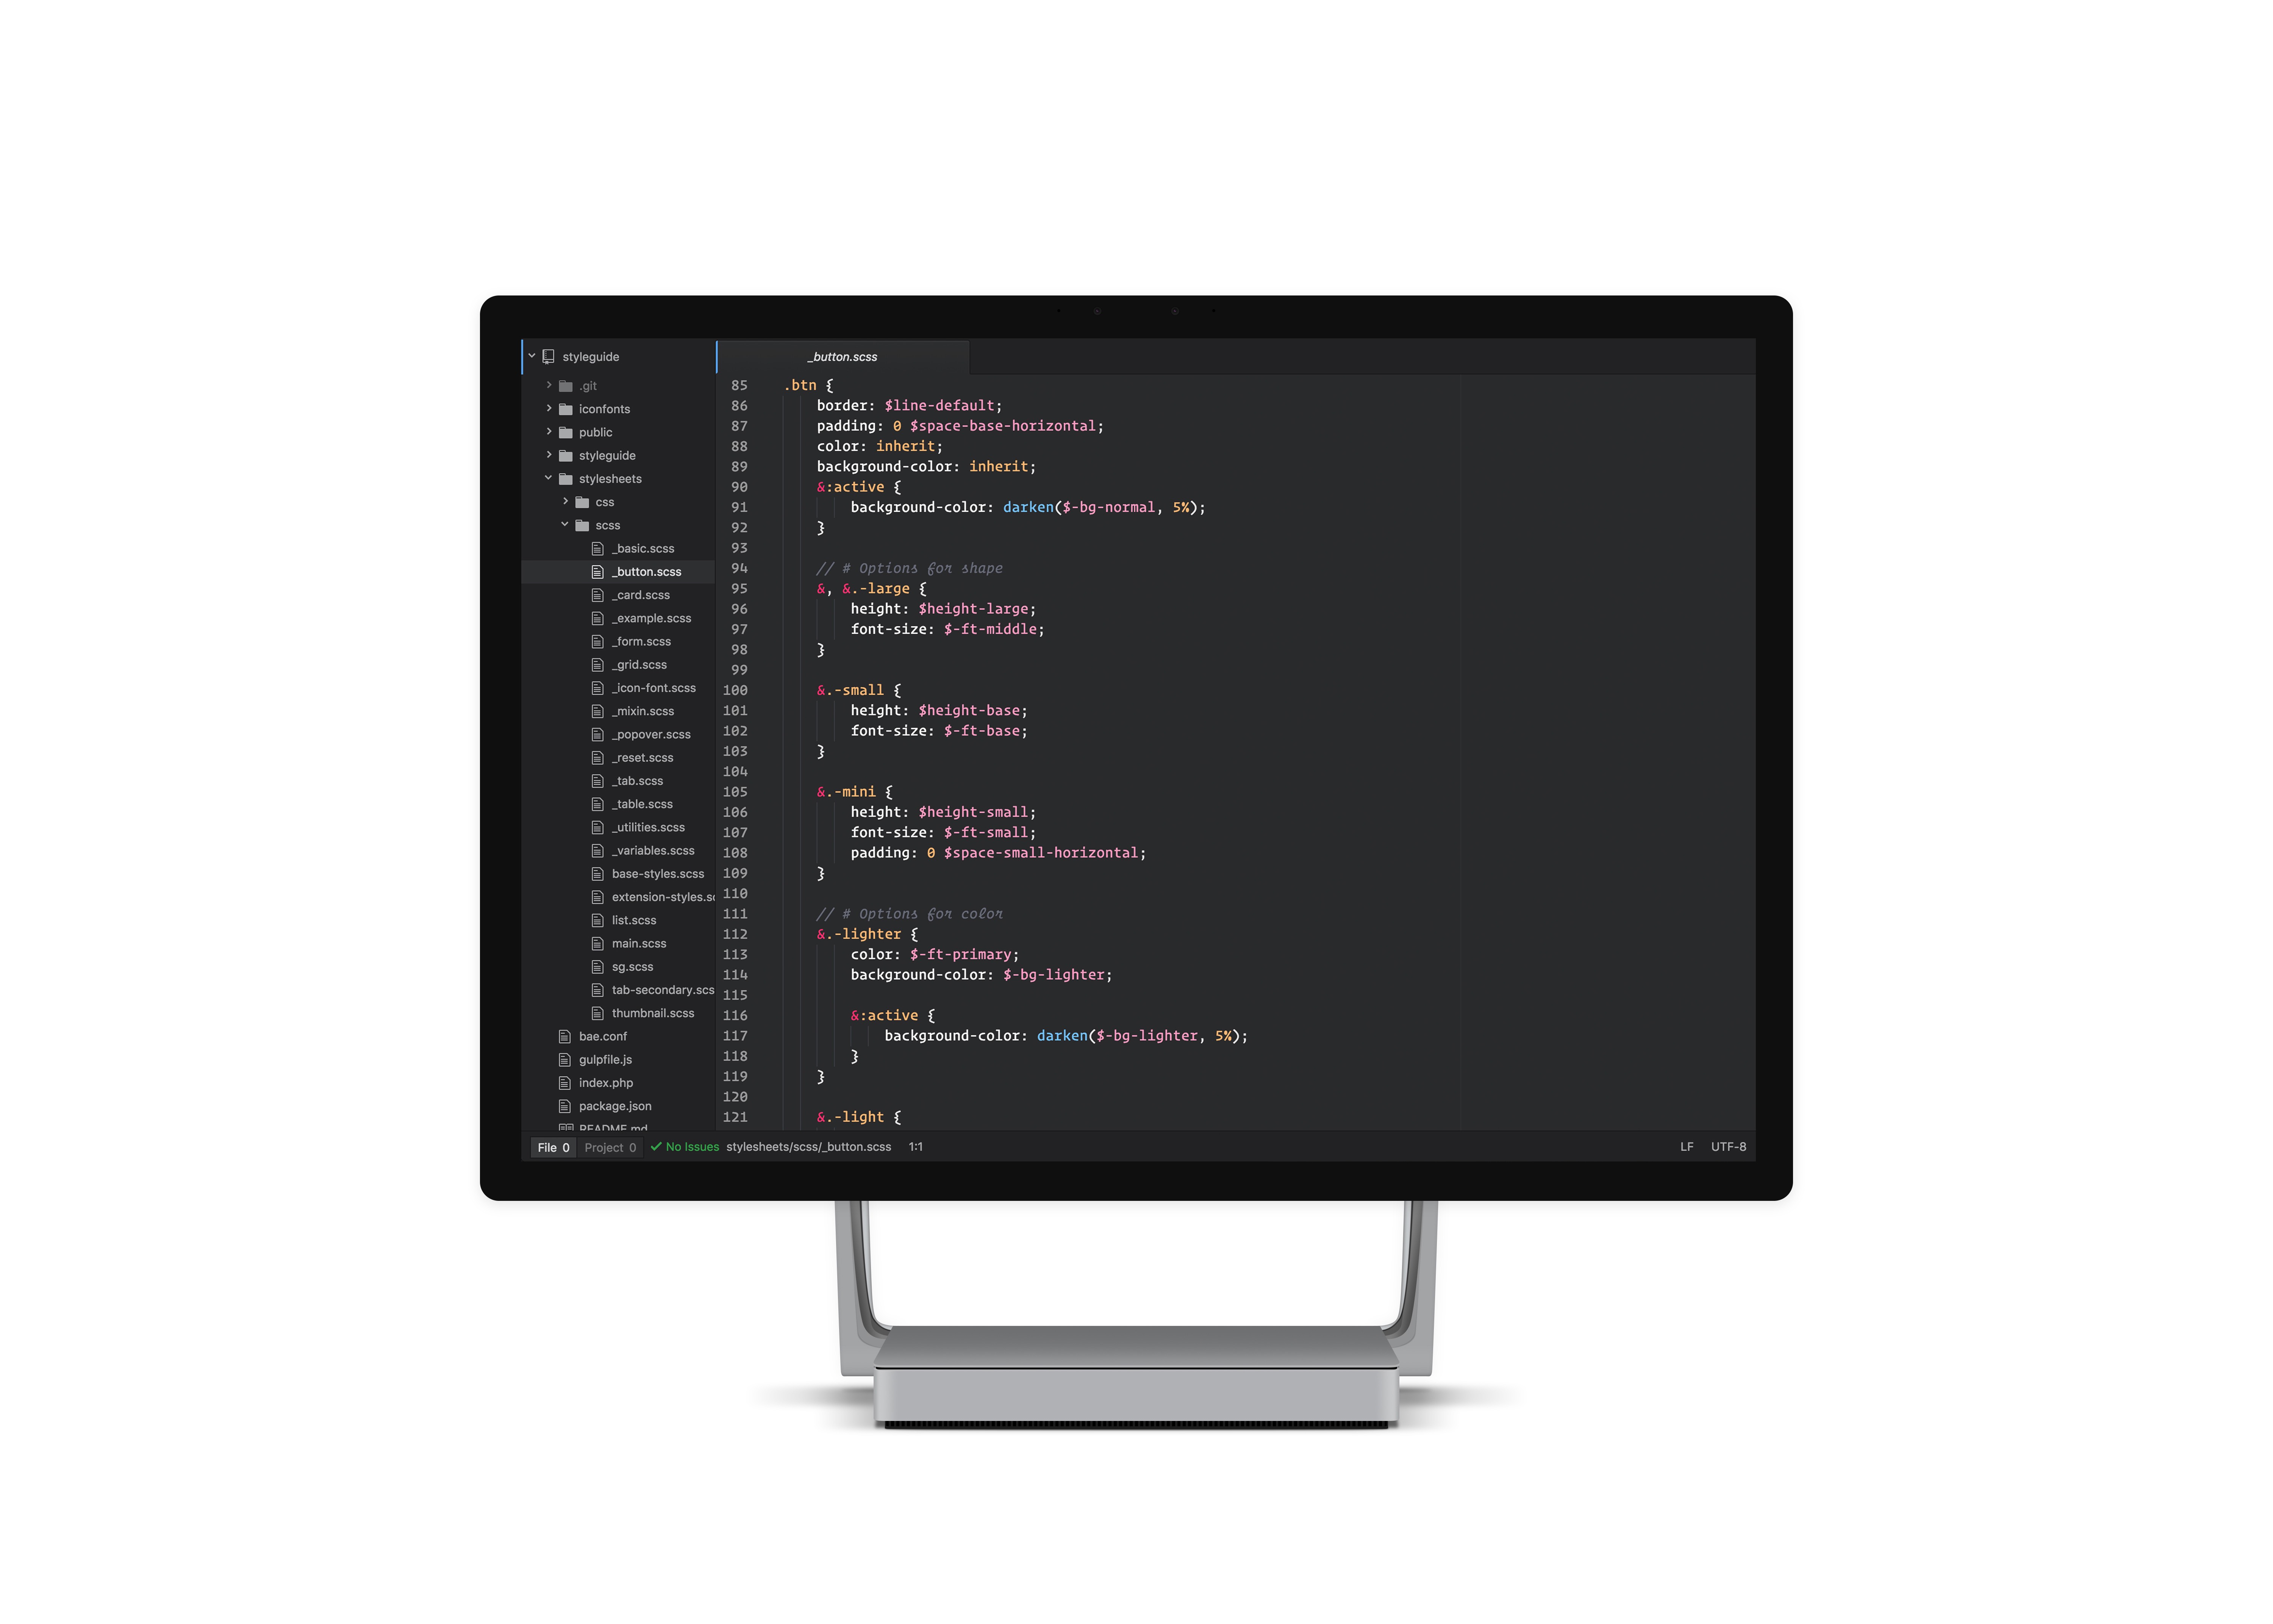 styleguide
.git
iconfonts
public
styleguide
stylesheets
css
scss
_basic.scss
_button.scss
_card.scss
_example.scss
_form.scss
_grid.scss
_icon-font.scss
_mixin.scss
_popover.scss
_reset.scss
_tab.scss
_table.scss
_utilities.scss
_variables.scss
base-styles.scss
extension-styles.sc
list.scss
main.scss
sg.scss
tab-secondary.scs
thumbnail.scss
bae.conf
gulpfile.js
index.php
package.json
README.md
_button.scss
85 .btn {
86 border: $line-default;
87 padding: 0 $space-base-horizontal;
88 color: inherit;
89 background-color: inherit;
90 &:active {
91 background-color: darken($-bg-normal, 5%);
92 }
93
94 // # Options for shape
95 &, &.-large {
96 height: $height-large;
97 font-size: $-ft-middle;
98 }
99
100 &.-small {
101 height: $height-base;
102 font-size: $-ft-base;
103 }
104
105 &.-mini {
106 height: $height-small;
107 font-size: $-ft-small;
108 padding: 0 $space-small-horizontal;
109 }
110
111 // # Options for color
112 &.-lighter {
113 color: $-ft-primary;
114 background-color: $-bg-lighter;
115
116 &:active {
117 background-color: darken($-bg-lighter, 5%);
118 }
119 }
120
121 &.-light {
File 0 Project 0 No Issues stylesheets/scss/_button.scss 1:1 LF UTF-8